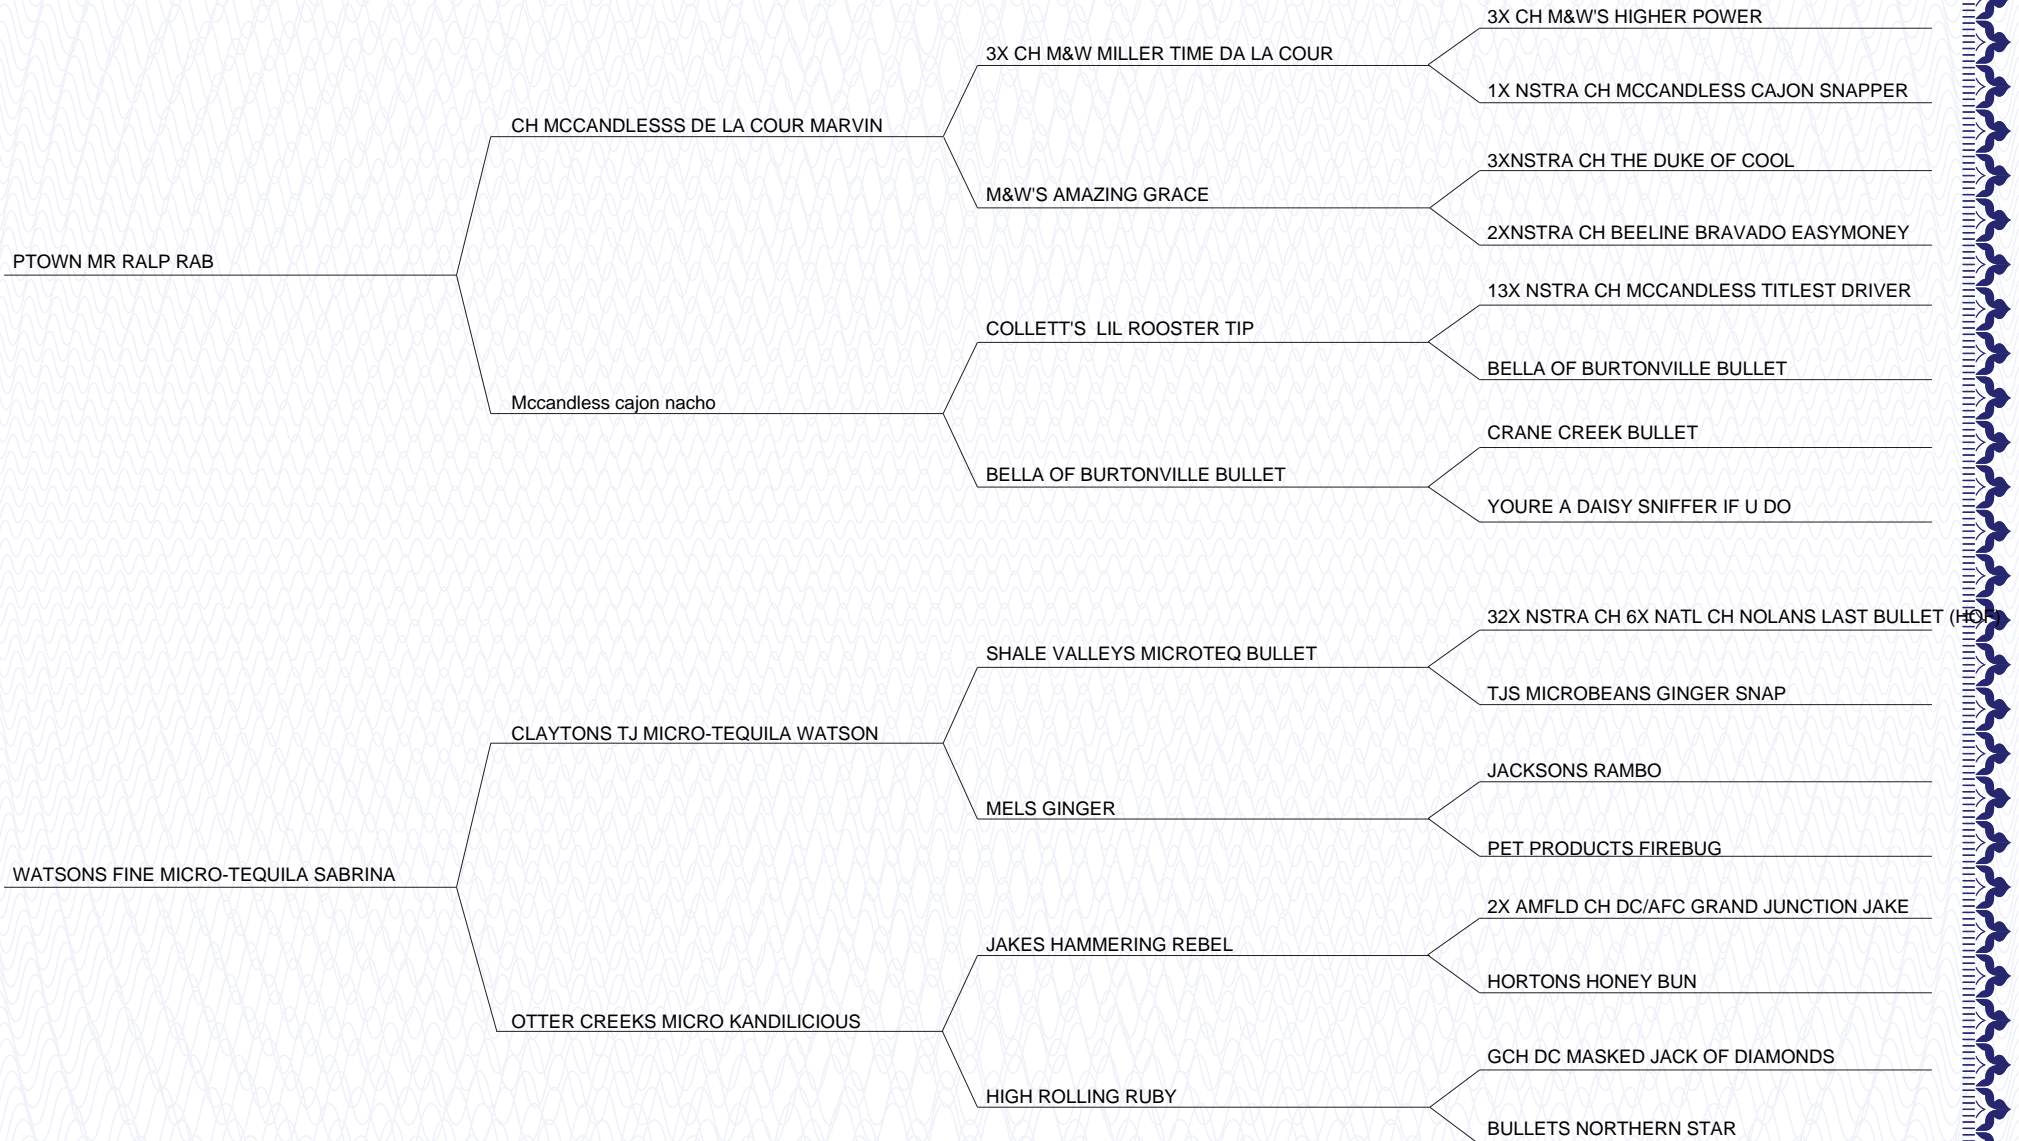 3X CH M&W'S HIGHER POWER
3X CH M&W MILLER TIME DA LA COUR
1X NSTRA CH MCCANDLESS CAJON SNAPPER
CH MCCANDLESSS DE LA COUR MARVIN
3XNSTRA CH THE DUKE OF COOL
M&W'S AMAZING GRACE
2XNSTRA CH BEELINE BRAVADO EASYMONEY
PTOWN MR RALP RAB
13X NSTRA CH MCCANDLESS TITLEST DRIVER
COLLETT'S  LIL ROOSTER TIP
BELLA OF BURTONVILLE BULLET
Mccandless cajon nacho
CRANE CREEK BULLET
BELLA OF BURTONVILLE BULLET
YOURE A DAISY SNIFFER IF U DO
32X NSTRA CH 6X NATL CH NOLANS LAST BULLET (HOF)
SHALE VALLEYS MICROTEQ BULLET
TJS MICROBEANS GINGER SNAP
CLAYTONS TJ MICRO-TEQUILA WATSON
JACKSONS RAMBO
MELS GINGER
PET PRODUCTS FIREBUG
WATSONS FINE MICRO-TEQUILA SABRINA
2X AMFLD CH DC/AFC GRAND JUNCTION JAKE
JAKES HAMMERING REBEL
HORTONS HONEY BUN
OTTER CREEKS MICRO KANDILICIOUS
GCH DC MASKED JACK OF DIAMONDS
HIGH ROLLING RUBY
BULLETS NORTHERN STAR